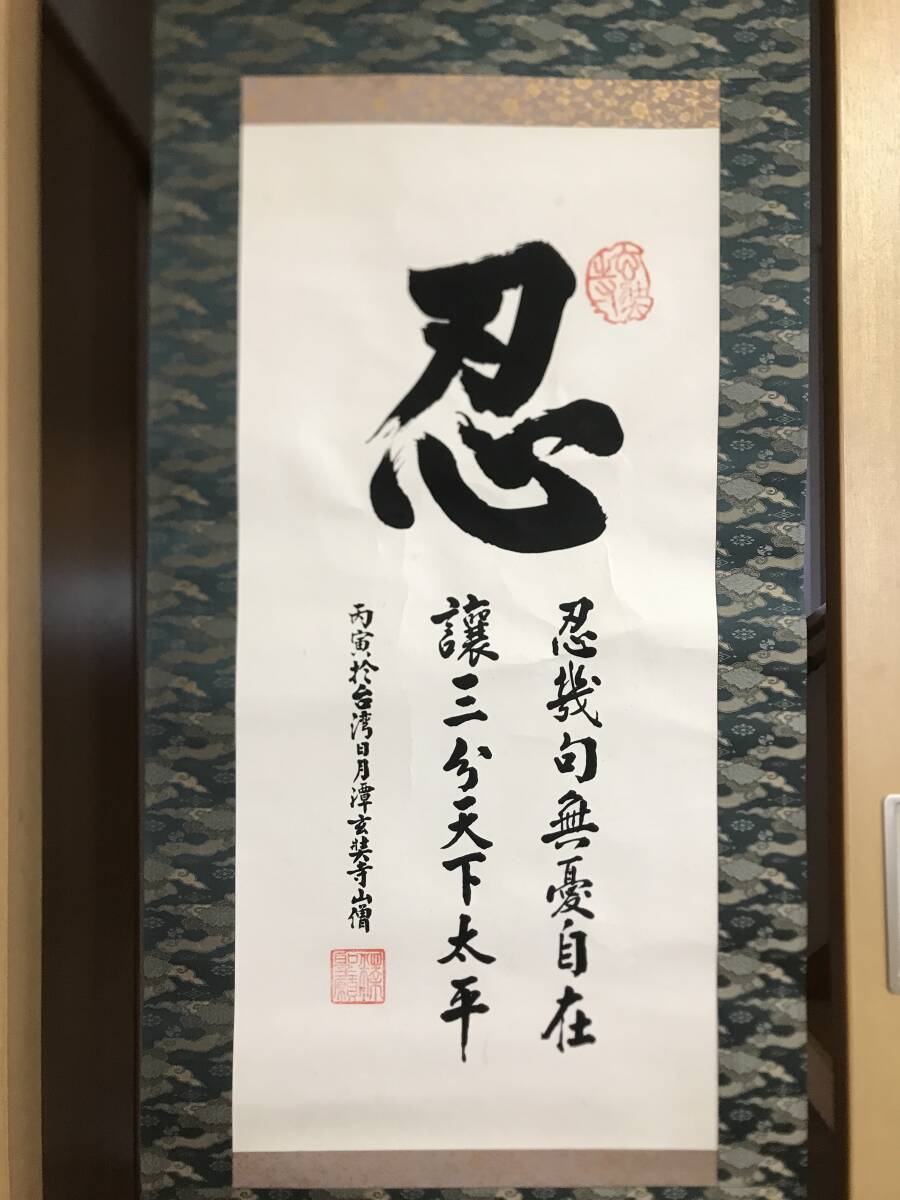 忍
忍幾句無憂自在
讓三分天下太平
丙寅於台湾日月潭玄奘寺山僧